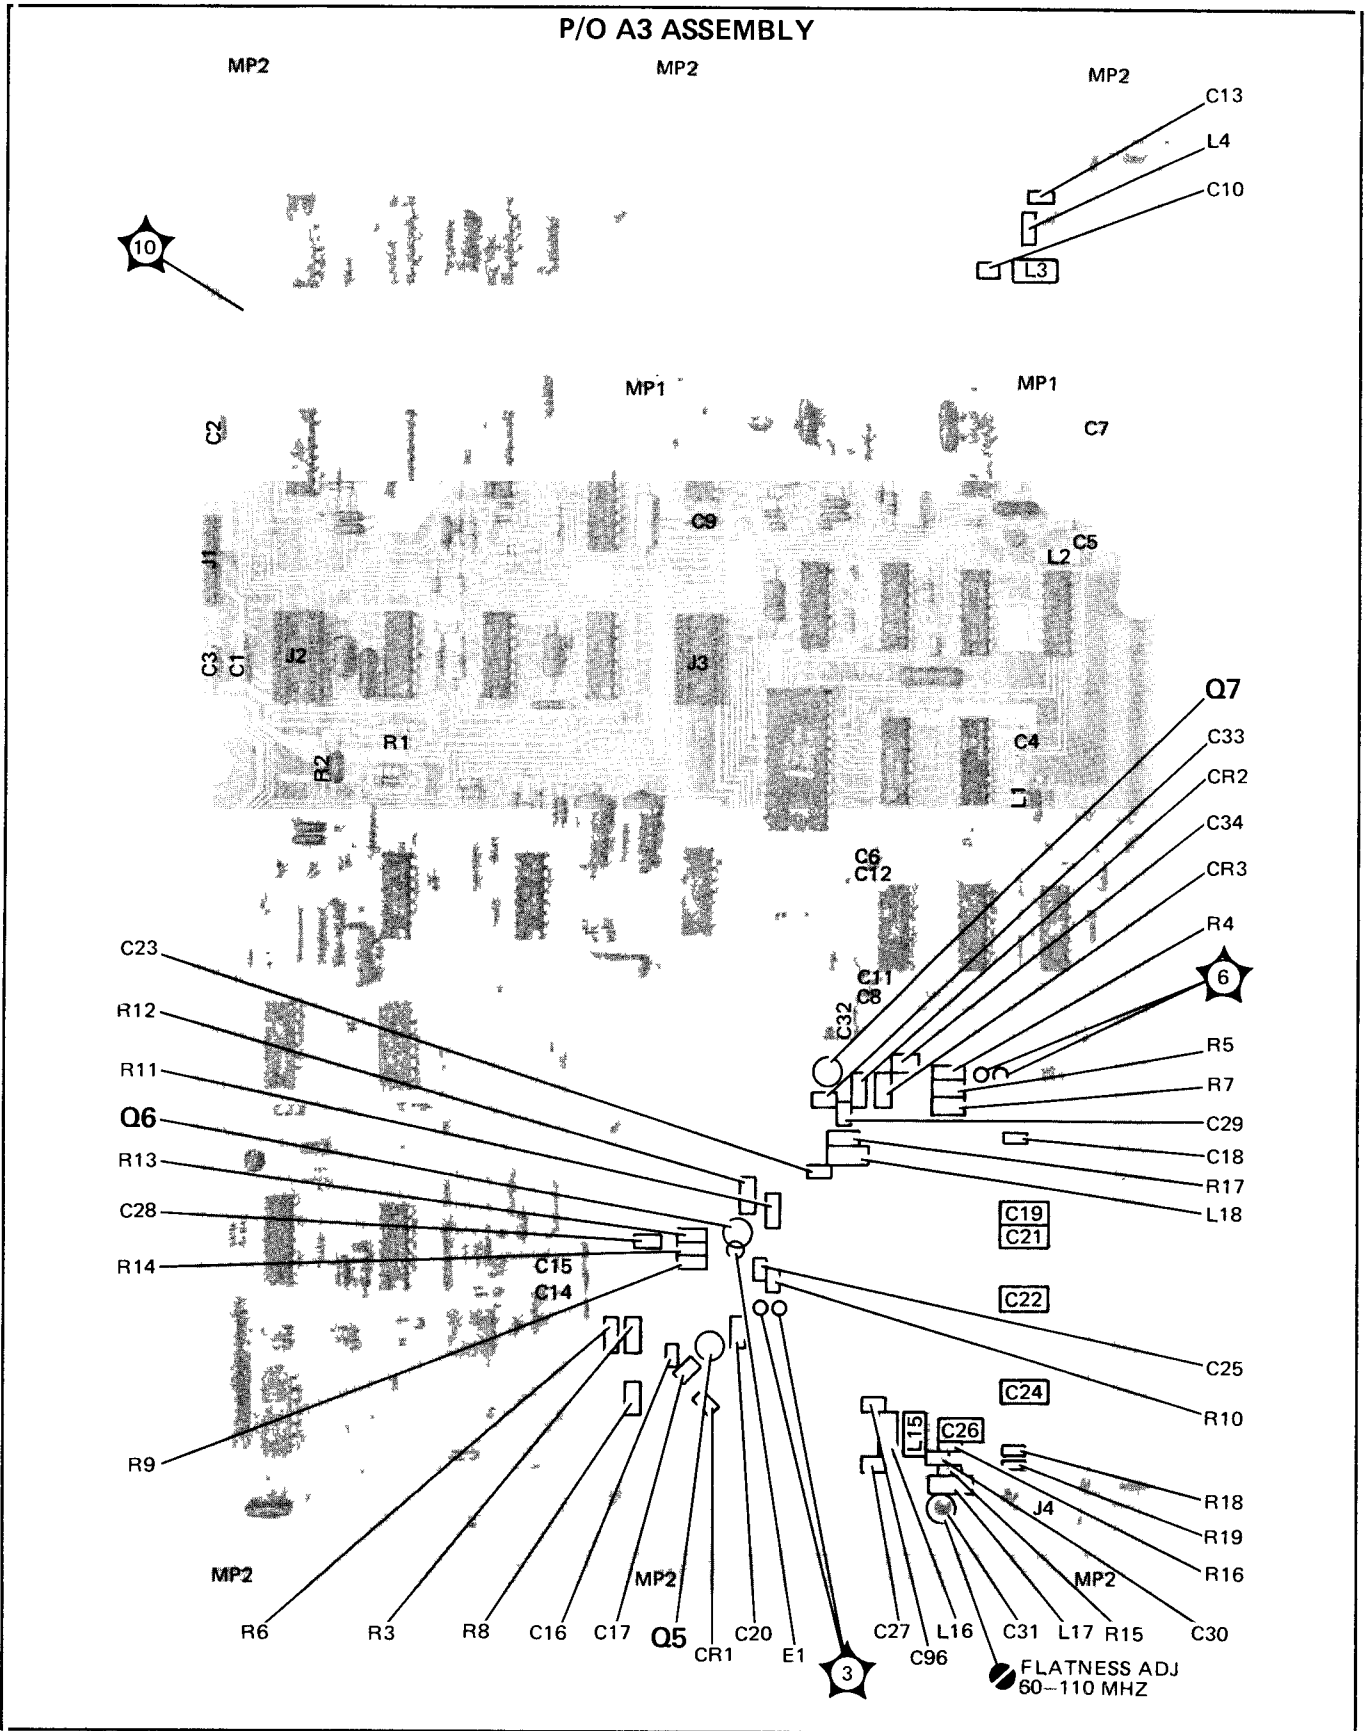 P/O A3 ASSEMBLY
MP2 MP2 MP2
C13
L4
C10
10
L3
MP1 MP1
C2 C7
C9
J1 L2 C5
C3 C1 J2 J3
Q7
R1 C4 C33
R2 CR2
L1
C34
C6
C12 CR3
R4
C23
C11 6
C8
R12 C32
R5
R11 R7
Q6 C29
R13 C18
R17
C28 C19 L18
C21
R14 C15
C14 C22
C25
C24
R10
L15 C26
R9
R18
J4
R19
MP2 MP2 MP2 R16
R6 R3 R8 C16 C17 Q5 C20 C27 L16 C31 L17 R15 C30
CR1 E1 C96
3 FLATNESS ADJ
60–110 MHZ